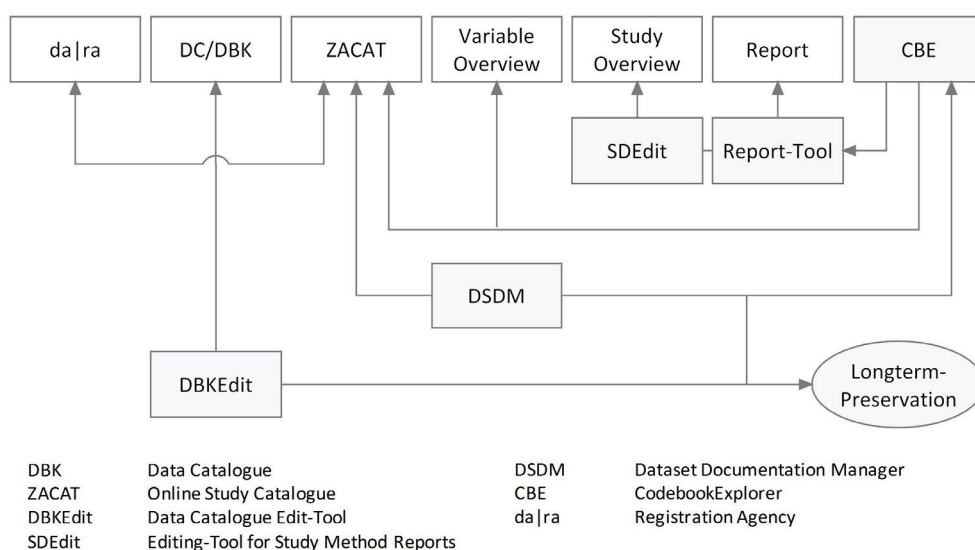 da|ra
DC/DBK
ZACAT
Variable
Overview
Study
Overview
Report
CBE
SDEdit
Report-Tool
DSDM
DBKEdit
Longterm-
Preservation
DBK Data Catalogue
ZACAT Online Study Catalogue
DBKEdit Data Catalogue Edit-Tool
SDEdit Editing-Tool for Study Method Reports
DSDM Dataset Documentation Manager
CBE CodebookExplorer
da|ra Registration Agency